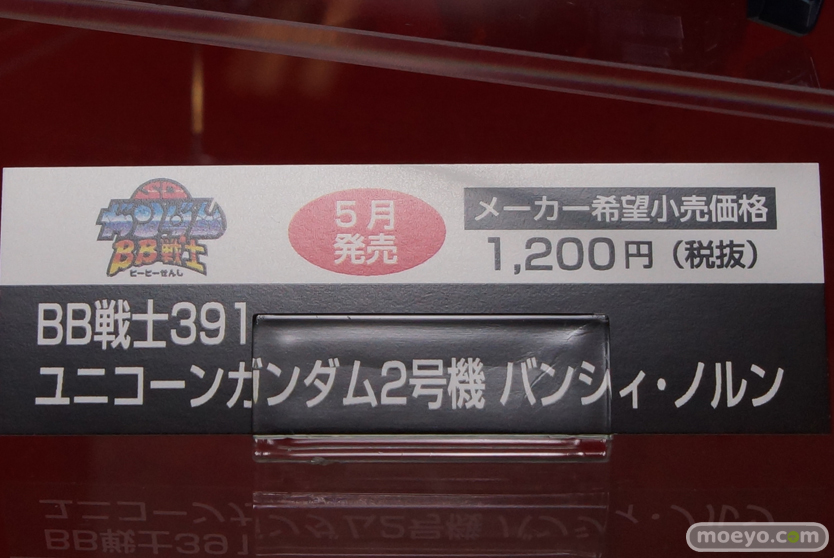 SDガンダム
BB戦士
ビービーせんし
5月
発売
メーカー希望小売価格
1,200円(税抜)
BB戦士391
ユニコーンガンダム2号機 バンシィ・ノルン
moeyo.com